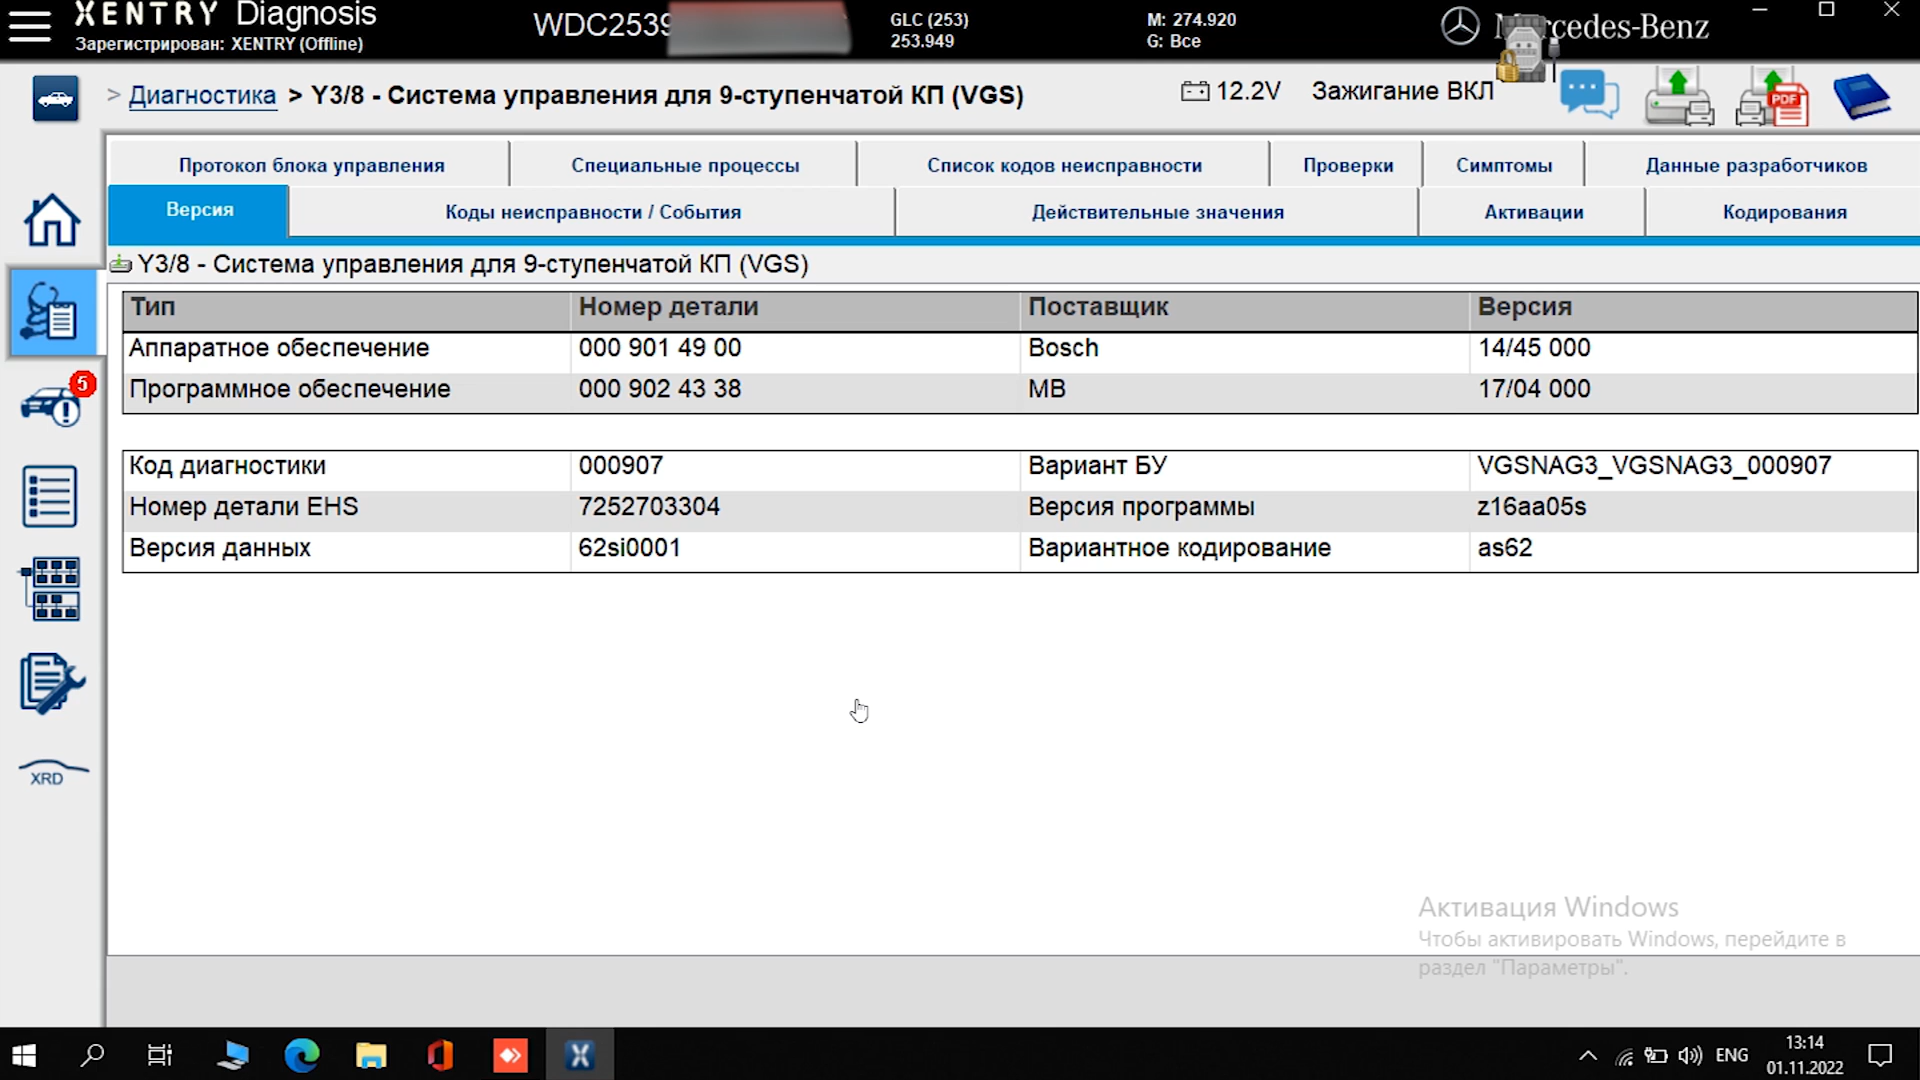 XENTRY Diagnosis
Зарегистрирован: XENTRY (Offline)
WDC2539
GLC (253)
253.949
M: 274.920
G: Все
Mercedes-Benz
> Диагностика > Y3/8 - Система управления для 9-ступенчатой КП (VGS)
12.2V
Зажигание ВКЛ
PDF
Протокол блока управления
Специальные процессы
Список кодов неисправности
Проверки
Симптомы
Данные разработчиков
Версия
Коды неисправности / События
Действительные значения
Активации
Кодирования
Y3/8 - Система управления для 9-ступенчатой КП (VGS)
Тип Номер детали Поставщик Версия
Аппаратное обеспечение 000 901 49 00 Bosch 14/45 000
Программное обеспечение 000 902 43 38 MB 17/04 000
Код диагностики 000907 Вариант БУ VGSNAG3_VGSNAG3_000907
Номер детали EHS 7252703304 Версия программы z16aa05s
Версия данных 62si0001 Вариантное кодирование as62
5
XRD
Активация Windows
Чтобы активировать Windows, перейдите в
раздел "Параметры".
ENG
13:14
01.11.2022